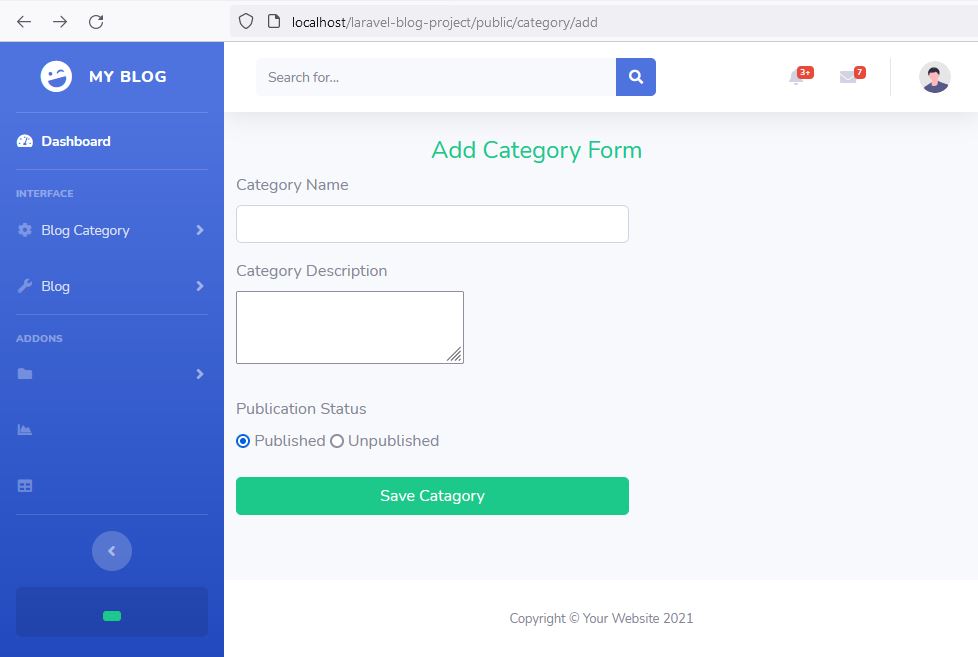 localhost/laravel-blog-project/public/category/add
MY BLOG
Search for...
3+
7
Dashboard
INTERFACE
Blog Category
Blog
ADDONS
Add Category Form
Category Name
Category Description
Publication Status
Published Unpublished
Save Catagory
Copyright © Your Website 2021